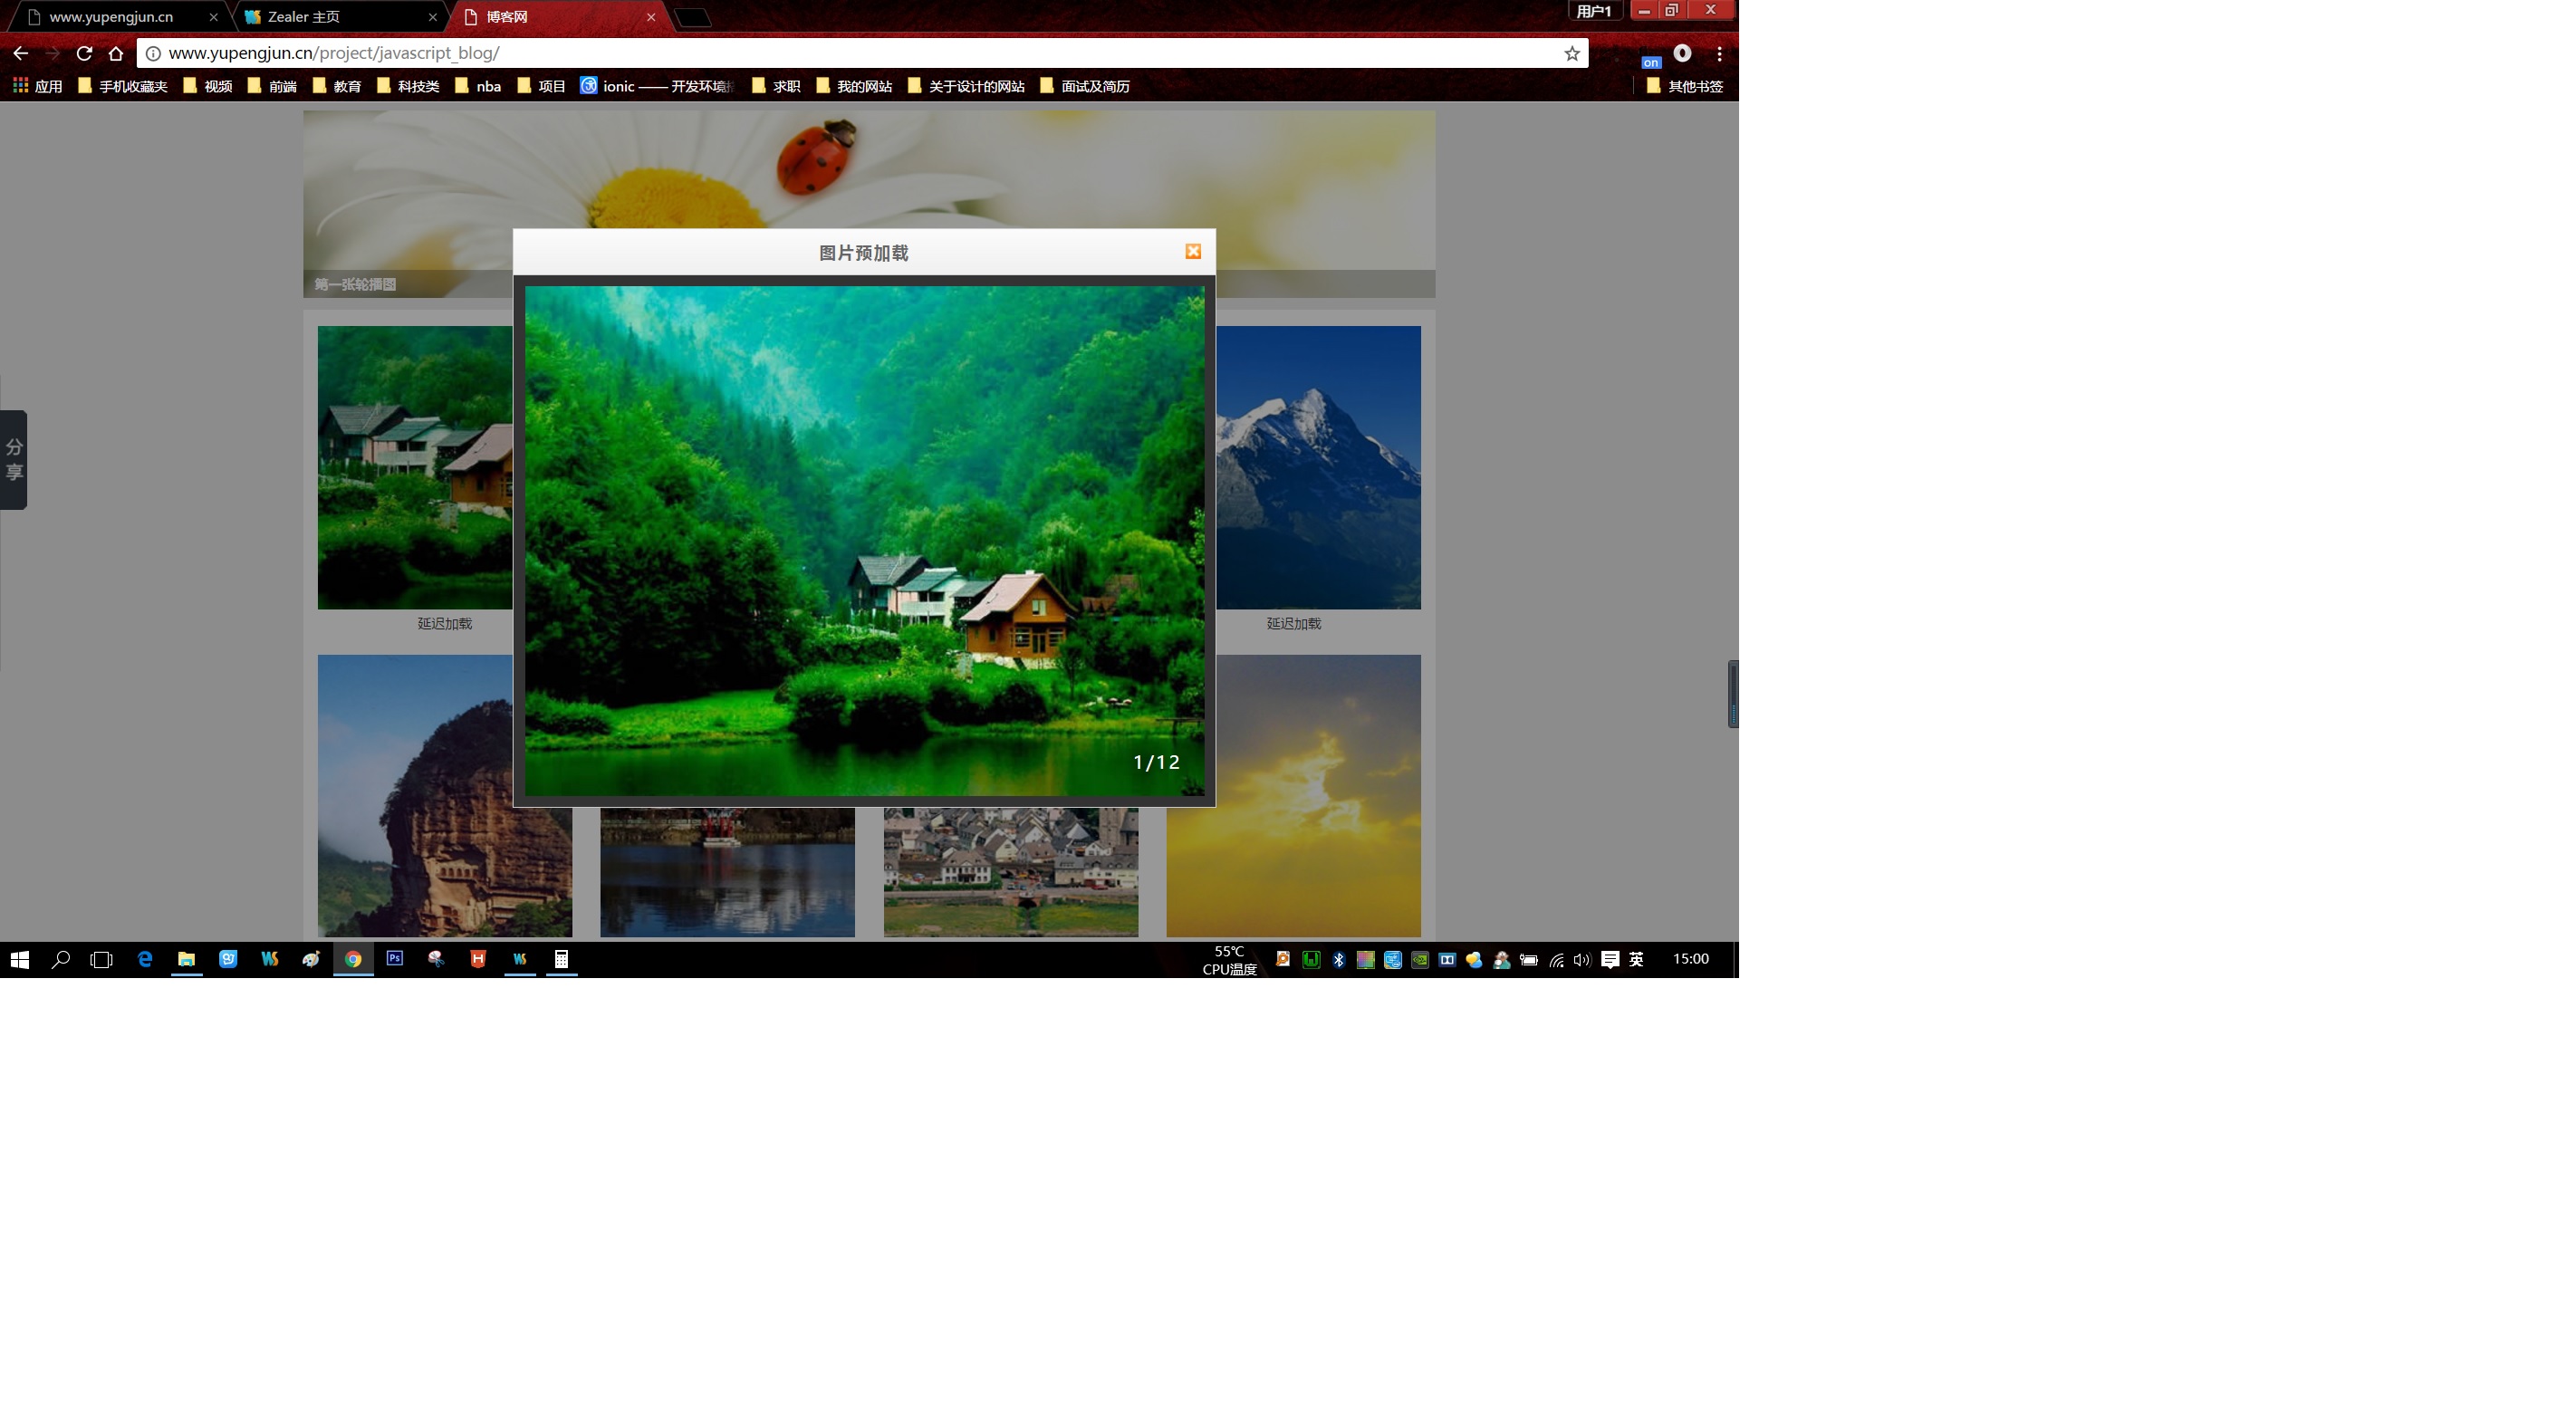 www.yupengjun.cn
Zealer 主页
博客网
用户1
www.yupengjun.cn/project/javascript_blog/
on
应用
手机收藏夹
视频
前端
教育
科技类
nba
项目
ionic —— 开发环境
求职
我的网站
关于设计的网站
面试及简历
其他书签
图片预加载
第一张轮播图
分
享
1/12
延迟加载
延迟加载
Ps
55℃
CPU温度
英
15:00